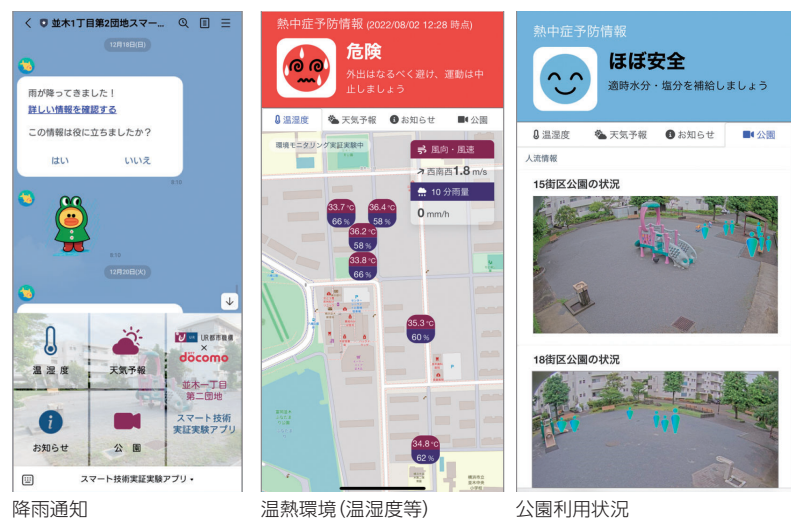 並木1丁目第2団地スマー...
12月18日(日)
雨が降ってきました！
詳しい情報を確認する
この情報は役に立ちましたか？
はい
いいえ
8:10
8:10
12月20日(火)
温 湿 度
天気予報
UR都市機構
×
döcomo
並木一丁目
第二団地
スマート技術
実証実験アプリ
お知らせ
公 園
スマート技術実証実験アプリ
降雨通知
熱中症予防情報 (2022/08/02 12:28 時点)
危険
外出はなるべく避け、運動は中
止しましょう
温湿度
天気予報
お知らせ
公園
環境モニタリング実証実験中
風向・風速
西南西1.8 m/s
10 分雨量
0 mm/h
33.7 ℃
66 %
36.4 ℃
58 %
36.2 ℃
58 %
33.8 ℃
66 %
35.3 ℃
60 %
34.8 ℃
62 %
温熱環境(温湿度等)
熱中症予防情報
ほぼ安全
適時水分・塩分を補給しましょう
温湿度
天気予報
お知らせ
公園
人流情報
15街区公園の状況
18街区公園の状況
公園利用状況